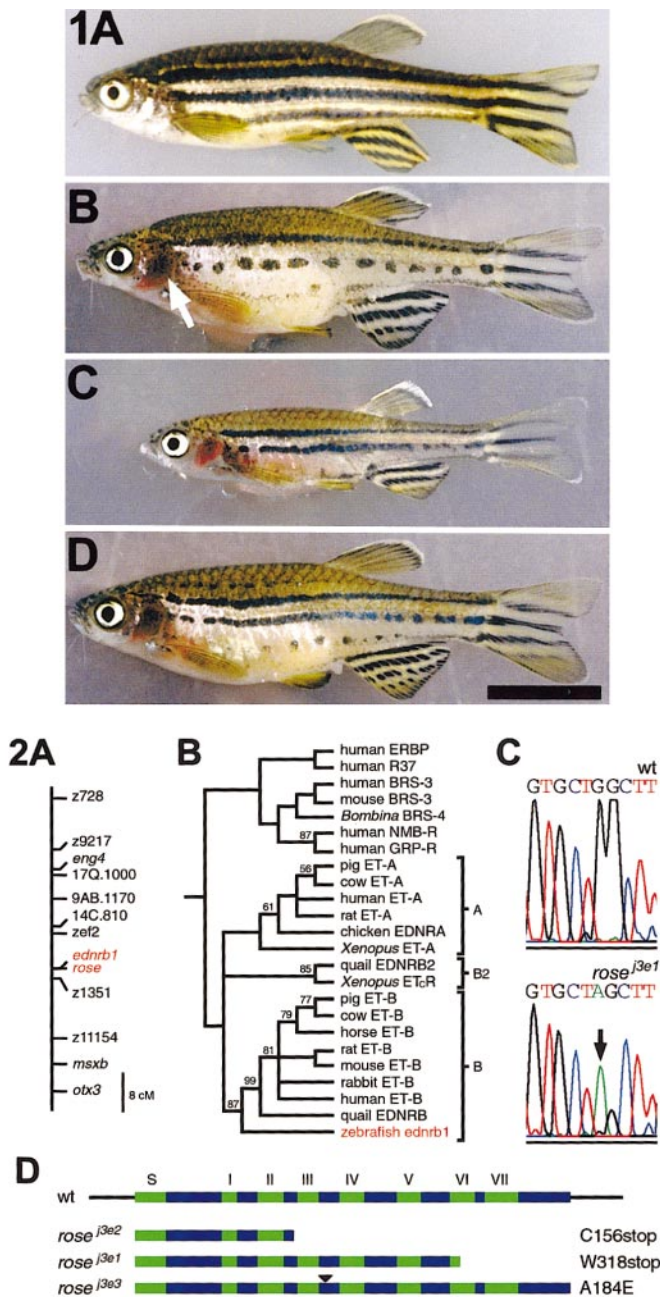 1A
B
C
D
2A
z728
z9217
eng4
17Q.1000
9AB.1170
14C.810
zef2
ednrb1
rose
z1351
z11154
msxb
otx3
8 cM
B
human ERBP
human R37
human BRS-3
mouse BRS-3
Bombina BRS-4
87 human NMB-R
human GRP-R
56 pig ET-A
cow ET-A
61 human ET-A
rat ET-A
chicken EDNRA
Xenopus ET-A
A
85 quail EDNRB2
Xenopus ETCR
B2
77 pig ET-B
79 cow ET-B
horse ET-B
81 rat ET-B
mouse ET-B
99 rabbit ET-B
human ET-B
87 quail EDNRB
zebrafish ednrb1
B
C
wt
GTGCTGGCTT
rose j3e1
GTGCTAGCTT
D
S I II III IV V VI VII
wt
rose j3e2 C156stop
rose j3e1 W318stop
rose j3e3 A184E